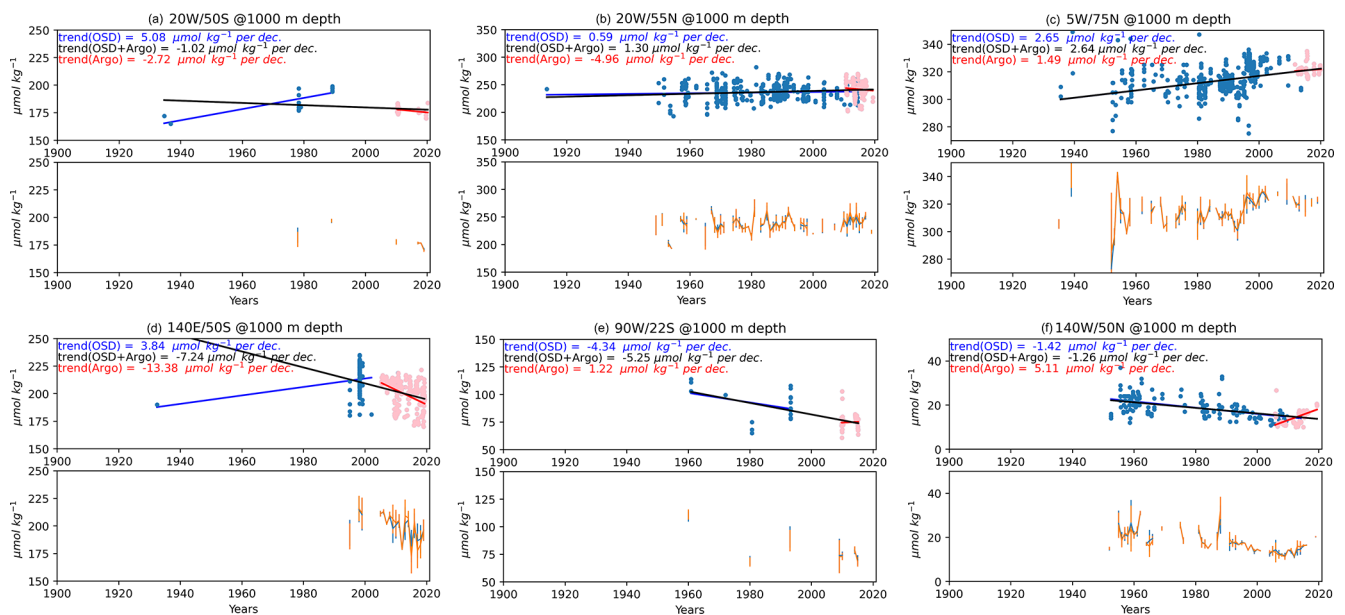 (a) 20W/50S @1000 m depth
trend(OSD) = 5.08 μmol kg⁻¹ per dec.
trend(OSD+Argo) = -1.02 μmol kg⁻¹ per dec.
trend(Argo) = -2.72 μmol kg⁻¹ per dec.
μmol kg⁻¹
250
225
200
175
150
1900 1920 1940 1960 1980 2000 2020
μmol kg⁻¹
250
225
200
175
150
1900 1920 1940 1960 1980 2000 2020
Years
(b) 20W/55N @1000 m depth
trend(OSD) = 0.59 μmol kg⁻¹ per dec.
trend(OSD+Argo) = 1.30 μmol kg⁻¹ per dec.
trend(Argo) = -4.96 μmol kg⁻¹ per dec.
μmol kg⁻¹
350
300
250
200
150
1900 1920 1940 1960 1980 2000 2020
μmol kg⁻¹
350
300
250
200
150
1900 1920 1940 1960 1980 2000 2020
Years
(c) 5W/75N @1000 m depth
trend(OSD) = 2.65 μmol kg⁻¹ per dec.
trend(OSD+Argo) = 2.64 μmol kg⁻¹ per dec.
trend(Argo) = 1.49 μmol kg⁻¹ per dec.
μmol kg⁻¹
340
320
300
280
1900 1920 1940 1960 1980 2000 2020
μmol kg⁻¹
340
320
300
280
1900 1920 1940 1960 1980 2000 2020
Years
(d) 140E/50S @1000 m depth
trend(OSD) = 3.84 μmol kg⁻¹ per dec.
trend(OSD+Argo) = -7.24 μmol kg⁻¹ per dec.
trend(Argo) = -13.38 μmol kg⁻¹ per dec.
μmol kg⁻¹
250
225
200
175
150
1900 1920 1940 1960 1980 2000 2020
μmol kg⁻¹
250
225
200
175
150
1900 1920 1940 1960 1980 2000 2020
Years
(e) 90W/22S @1000 m depth
trend(OSD) = -4.34 μmol kg⁻¹ per dec.
trend(OSD+Argo) = -5.25 μmol kg⁻¹ per dec.
trend(Argo) = 1.22 μmol kg⁻¹ per dec.
μmol kg⁻¹
150
125
100
75
50
1900 1920 1940 1960 1980 2000 2020
μmol kg⁻¹
150
125
100
75
50
1900 1920 1940 1960 1980 2000 2020
Years
(f) 140W/50N @1000 m depth
trend(OSD) = -1.42 μmol kg⁻¹ per dec.
trend(OSD+Argo) = -1.26 μmol kg⁻¹ per dec.
trend(Argo) = 5.11 μmol kg⁻¹ per dec.
μmol kg⁻¹
40
20
0
1900 1920 1940 1960 1980 2000 2020
μmol kg⁻¹
40
20
0
1900 1920 1940 1960 1980 2000 2020
Years